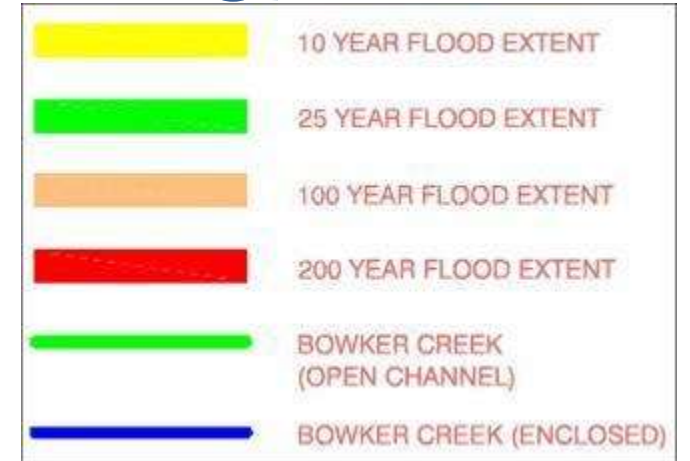 10 YEAR FLOOD EXTENT
25 YEAR FLOOD EXTENT
100 YEAR FLOOD EXTENT
200 YEAR FLOOD EXTENT
BOWKER CREEK
(OPEN CHANNEL)
BOWKER CREEK (ENCLOSED)